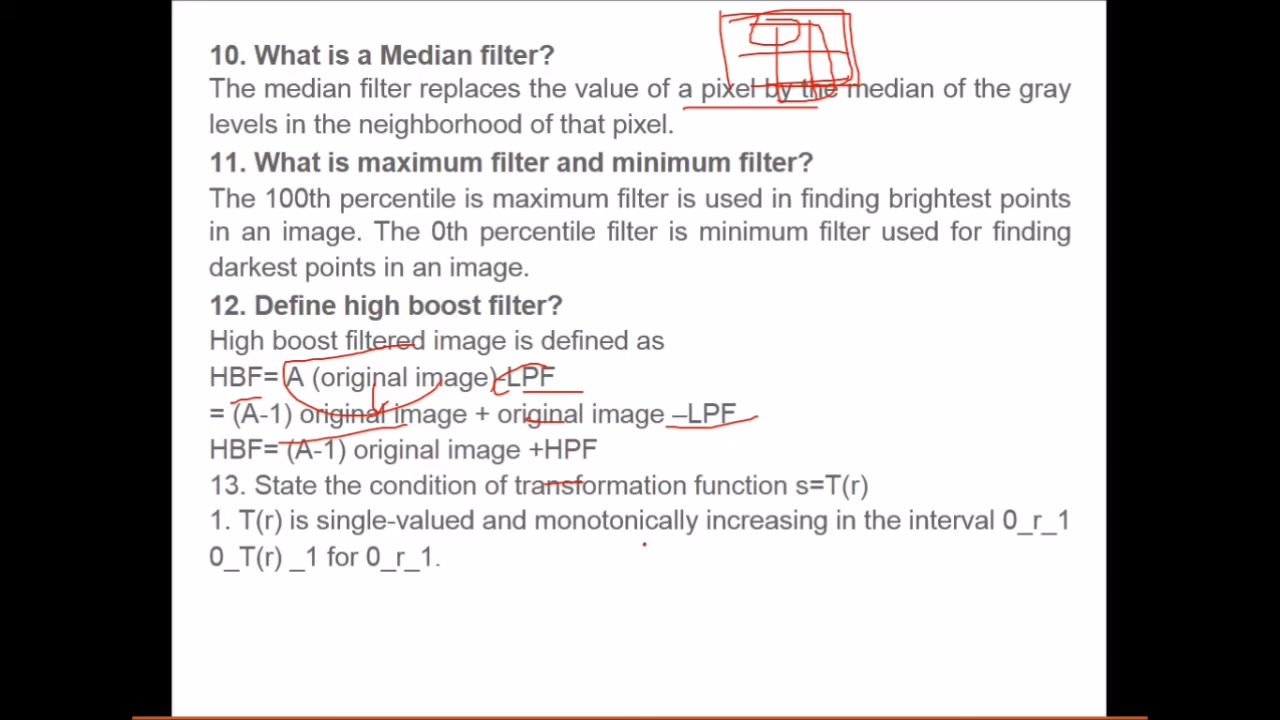 10. What is a Median filter?
The median filter replaces the value of a pixel by the median of the gray
levels in the neighborhood of that pixel.
11. What is maximum filter and minimum filter?
The 100th percentile is maximum filter is used in finding brightest points
in an image. The 0th percentile filter is minimum filter used for finding
darkest points in an image.
12. Define high boost filter?
High boost filtered image is defined as
HBF= A (original image)-LPF
= (A-1) original image + original image –LPF
HBF= (A-1) original image +HPF
13. State the condition of transformation function s=T(r)
1. T(r) is single-valued and monotonically increasing in the interval 0_r_1
0_T(r) _1 for 0_r_1.